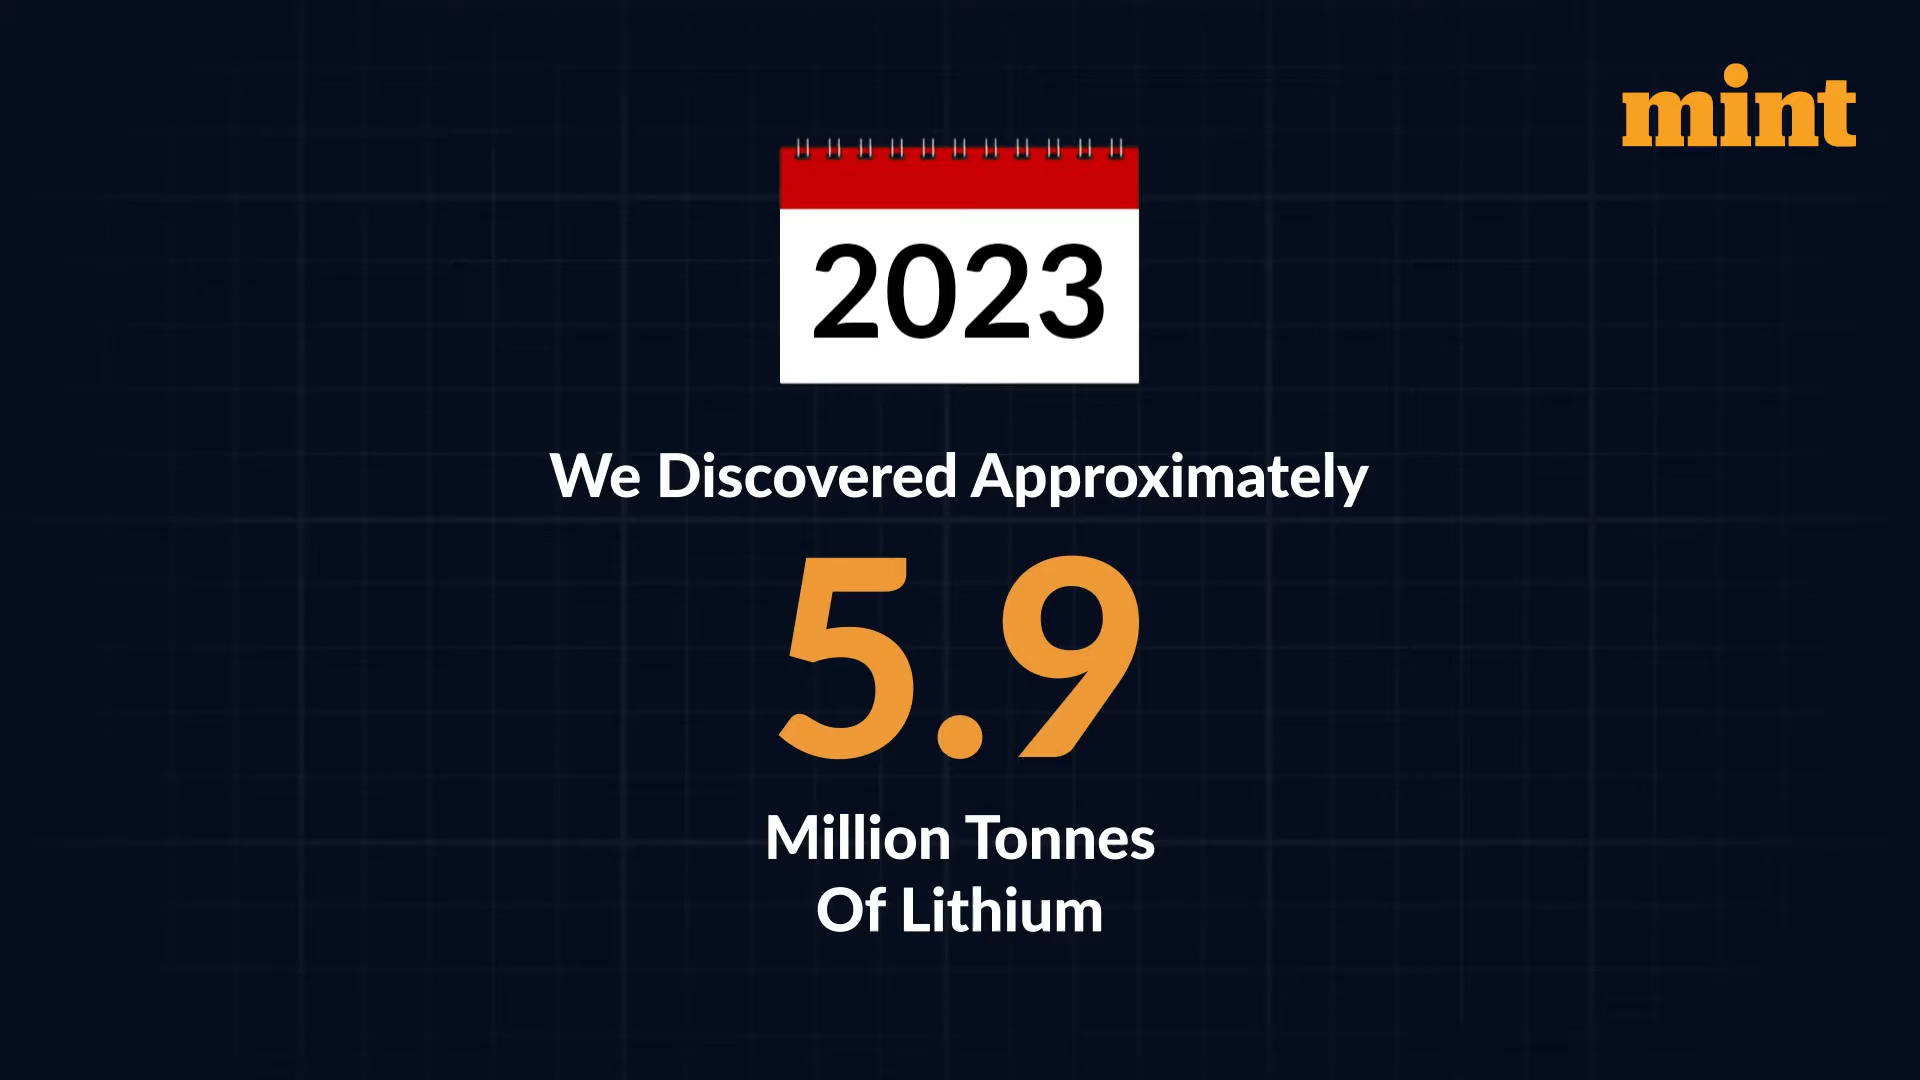 mint
2023
We Discovered Approximately
5.9
Million Tonnes
Of Lithium